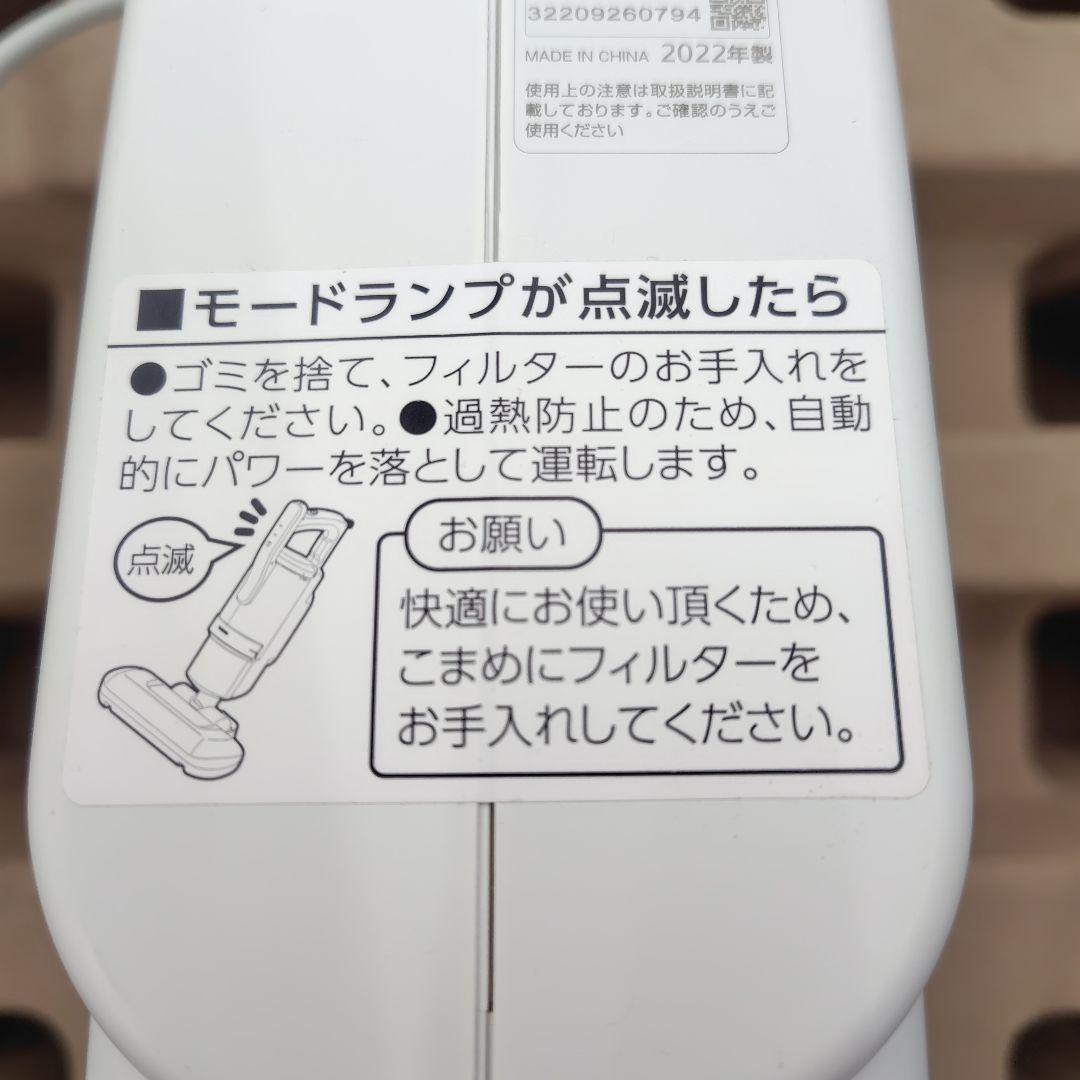 32209260794
MADE IN CHINA 2022年製
使用上の注意は取扱説明書に記
載しております。ご確認のうえご
使用ください
■モードランプが点滅したら
●ゴミを捨て、フィルターのお手入れを
してください。●過熱防止のため、自動
的にパワーを落として運転します。
点滅
お願い
快適にお使い頂くため、
こまめにフィルターを
お手入れしてください。